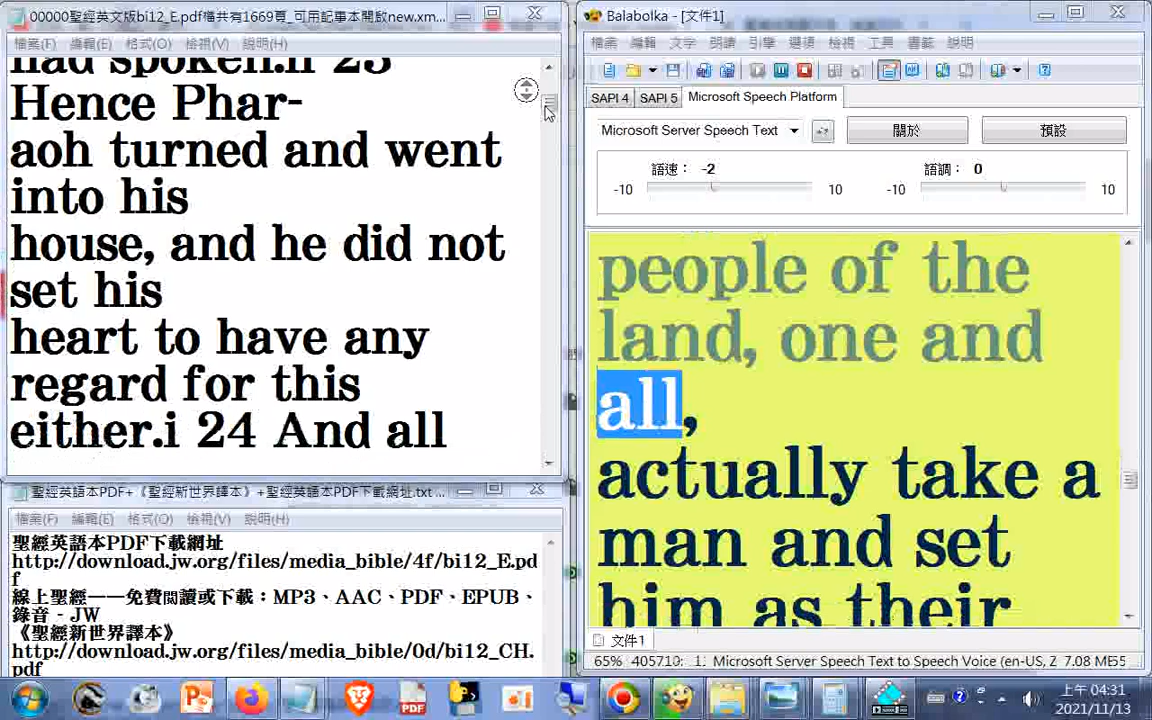 00000聖經英文版bi12_E.pdf檔共有1669頁_可用記事本開啟new.xm...
檔案(F) 編輯(E) 格式(O) 檢視(V) 說明(H)
had spoken.h 23
Hence Phar-
aoh turned and went
into his
house, and he did not
set his
heart to have any
regard for this
either.i 24 And all
聖經英語本PDF+《聖經新世界譯本》+聖經英語本PDF下載網址.txt ...
檔案(F) 編輯(E) 格式(O) 檢視(V) 說明(H)
聖經英語本PDF下載網址
http://download.jw.org/files/media_bible/4f/bi12_E.pd
f
線上聖經——免費閱讀或下載：MP3、AAC、PDF、EPUB、
錄音 - JW
《聖經新世界譯本》
http://download.jw.org/files/media_bible/0d/bi12_CH.
pdf
Balabolka - [文件1]
檔案 編輯 文字 朗讀 引擎 選項 檢視 工具 書籤 說明
SAPI 4 SAPI 5 Microsoft Speech Platform
Microsoft Server Speech Text 關於 預設
語速： -2 語調： 0
-10 10 -10 10
people of the
land, one and
all,
actually take a
man and set
him as their
文件1
65% 405710: Microsoft Server Speech Text to Speech Voice (en-US, Z 7.08 MB
上午 04:31
2021/11/13